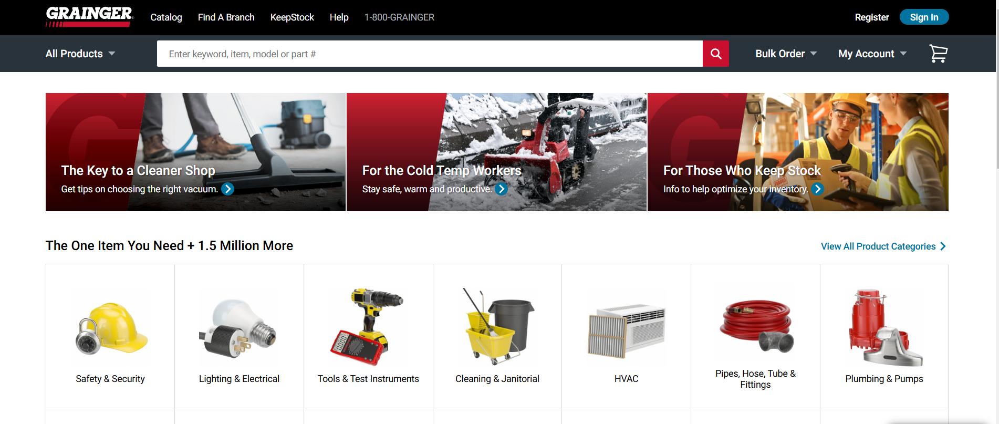 GRAINGER
Catalog
Find A Branch
KeepStock
Help
1-800-GRAINGER
Register
Sign In
All Products
Enter keyword, item, model or part #
Bulk Order
My Account
The Key to a Cleaner Shop
Get tips on choosing the right vacuum.
For the Cold Temp Workers
Stay safe, warm and productive.
For Those Who Keep Stock
Info to help optimize your inventory.
FRAGILE
The One Item You Need + 1.5 Million More
View All Product Categories
Safety & Security
Lighting & Electrical
Tools & Test Instruments
Cleaning & Janitorial
HVAC
Pipes, Hose, Tube &
Fittings
Plumbing & Pumps